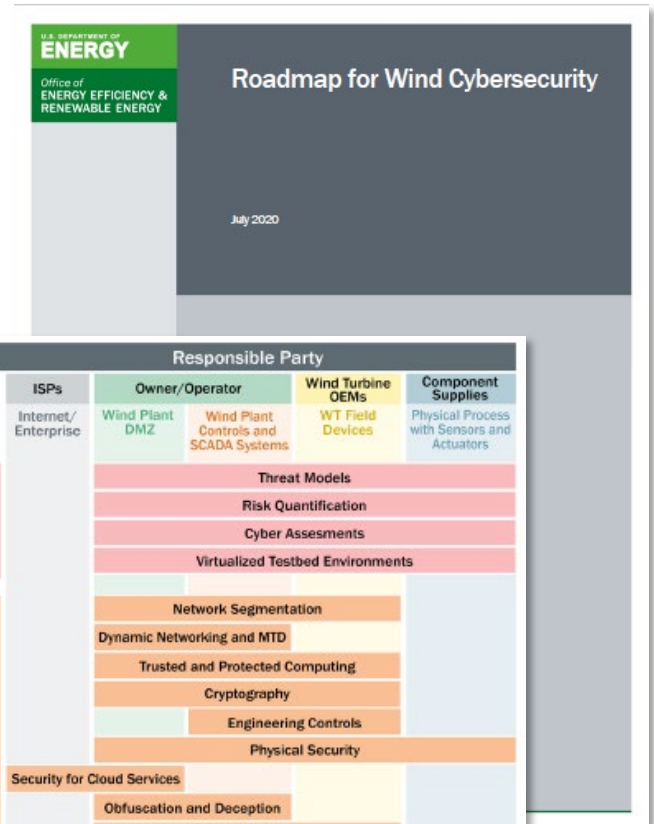 U.S. DEPARTMENT OF
ENERGY
Office of
ENERGY EFFICIENCY &
RENEWABLE ENERGY
Roadmap for Wind Cybersecurity
July 2020
Responsible Party
ISPs
Owner/Operator
Wind Turbine
OEMs
Component
Supplies
Internet/
Enterprise
Wind Plant
DMZ
Wind Plant
Controls and
SCADA Systems
WT Field
Devices
Physical Process
with Sensors and
Actuators
Threat Models
Risk Quantification
Cyber Assesments
Virtualized Testbed Environments
Network Segmentation
Dynamic Networking and MTD
Trusted and Protected Computing
Cryptography
Engineering Controls
Physical Security
Security for Cloud Services
Obfuscation and Deception